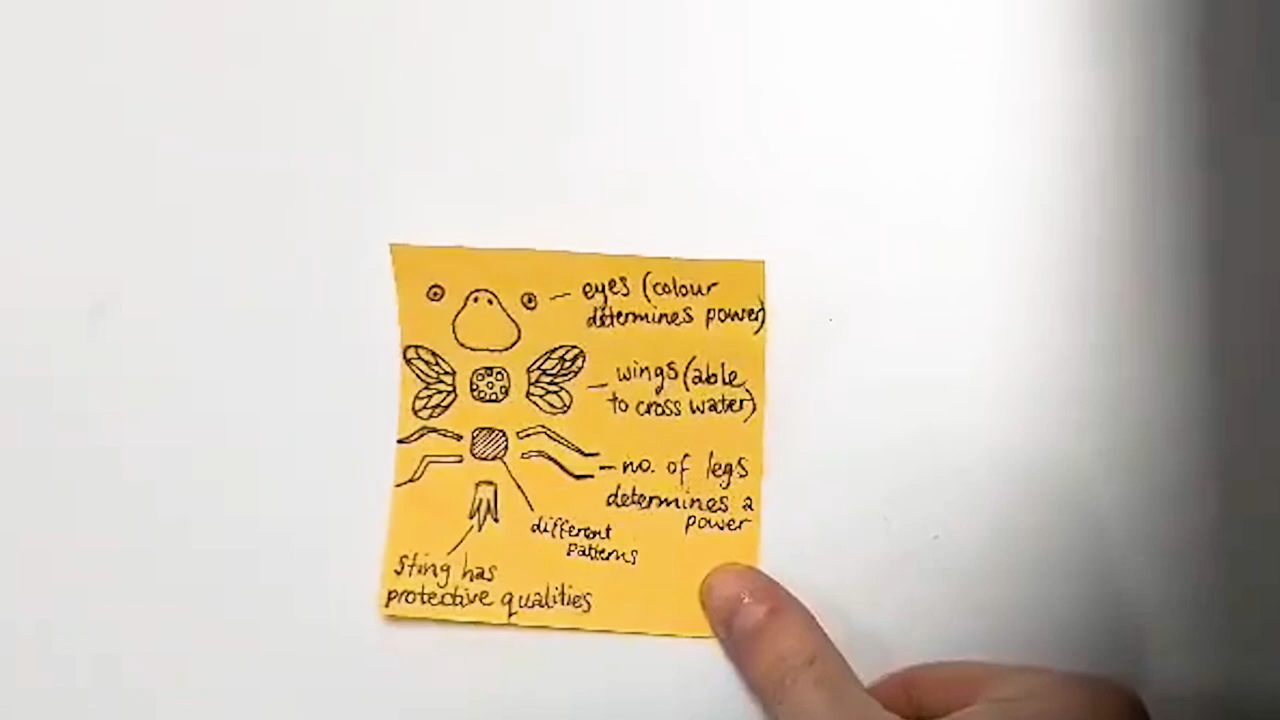 eyes (colour
determines power)
wings (able
to cross water)
no. of legs
determines a
power
different
patterns
Sting has
protective qualities